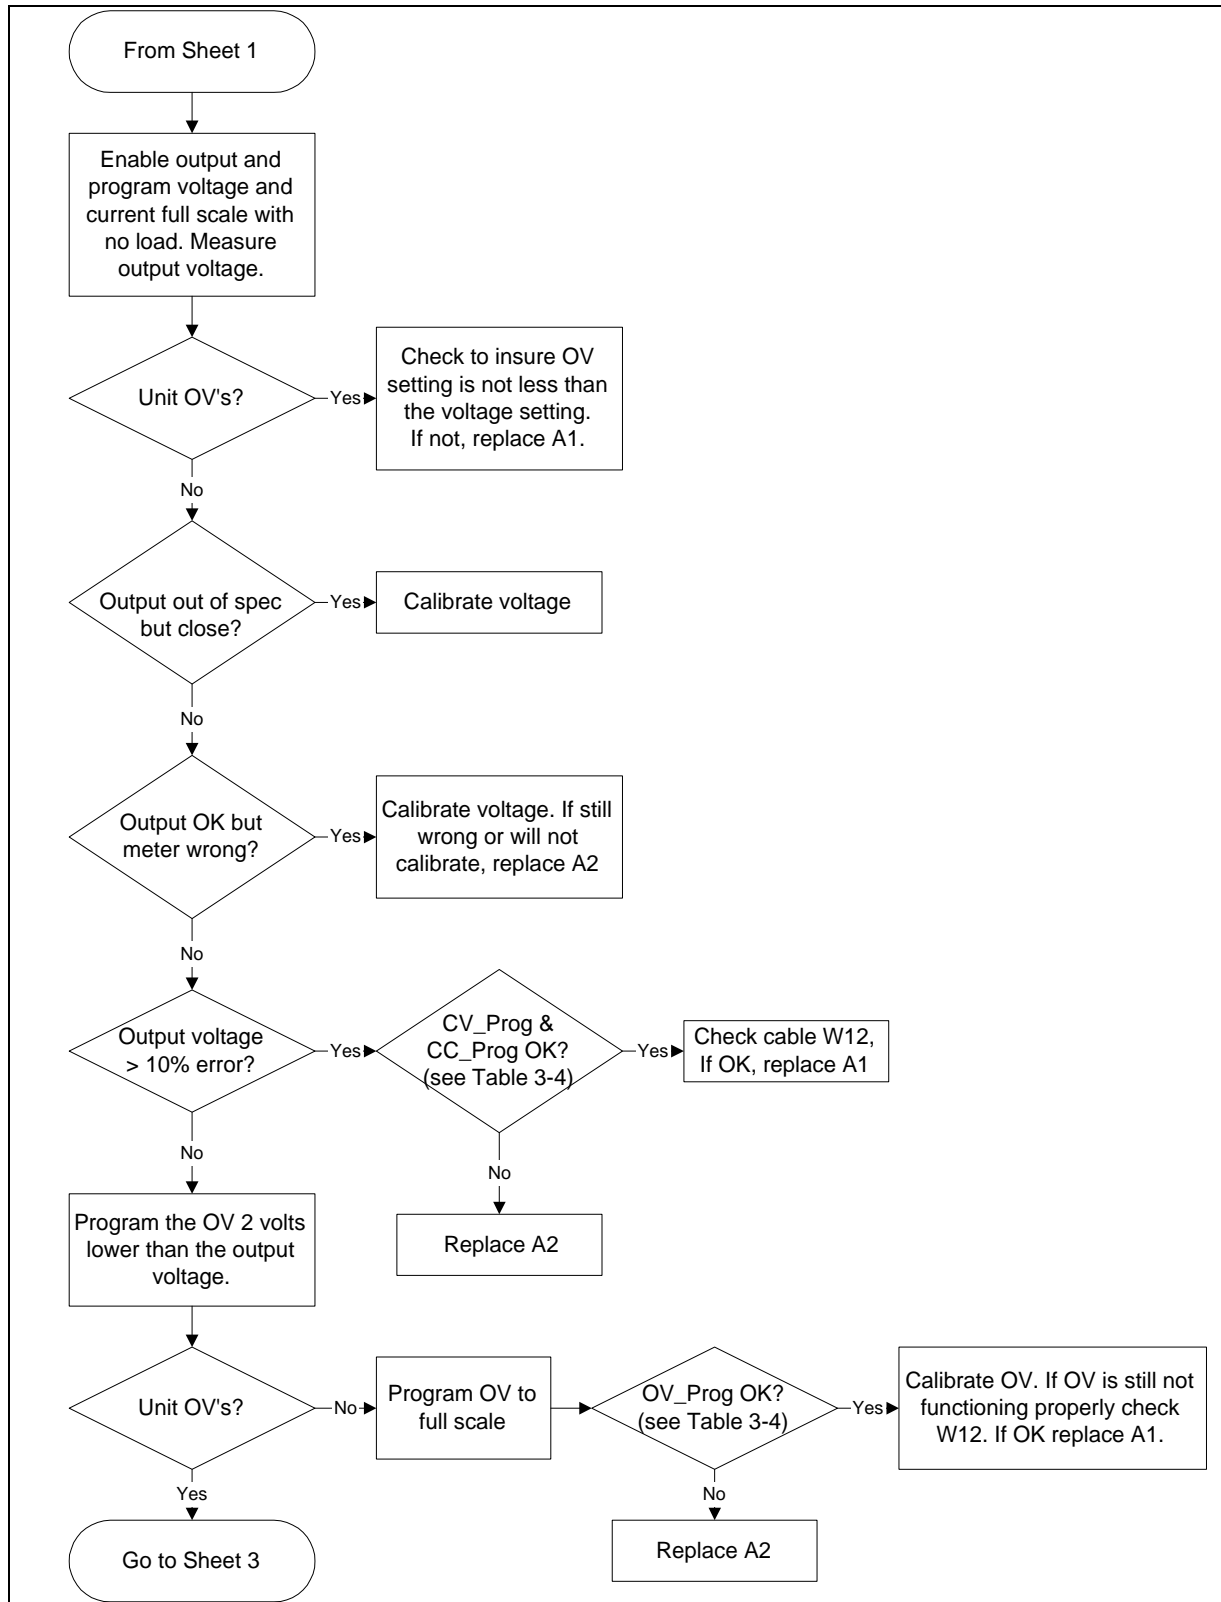 From Sheet 1
Enable output and
program voltage and
current full scale with
no load. Measure
output voltage.
Unit OV's?
Yes
Check to insure OV
setting is not less than
the voltage setting.
If not, replace A1.
No
Output out of spec
but close?
Yes
Calibrate voltage
No
Output OK but
meter wrong?
Yes
Calibrate voltage. If still
wrong or will not
calibrate, replace A2
No
Output voltage
> 10% error?
Yes
CV_Prog &
CC_Prog OK?
(see Table 3-4)
Yes
Check cable W12,
If OK, replace A1
No
Replace A2
No
Program the OV 2 volts
lower than the output
voltage.
Unit OV's?
No
Program OV to
full scale
OV_Prog OK?
(see Table 3-4)
Yes
Calibrate OV. If OV is still not
functioning properly check
W12. If OK replace A1.
No
Replace A2
Yes
Go to Sheet 3